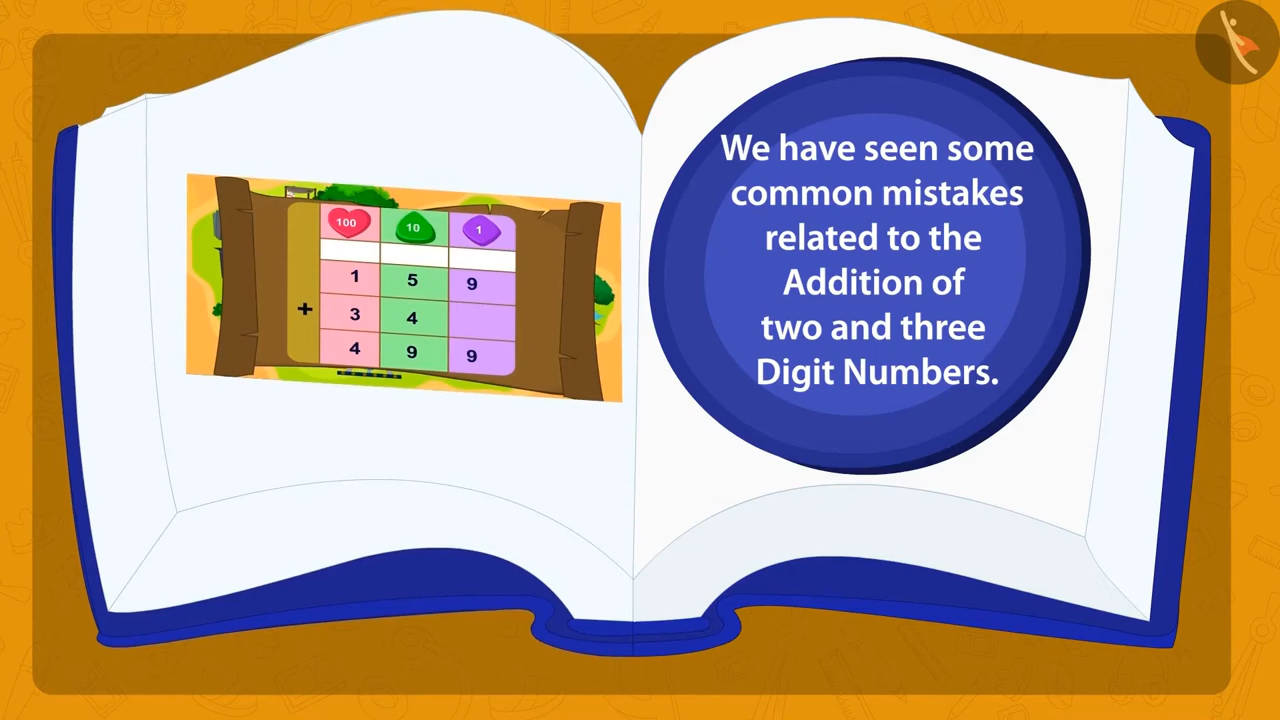 100 10 1
1 5 9
+ 3 4
4 9 9
We have seen some
common mistakes
related to the
Addition of
two and three
Digit Numbers.